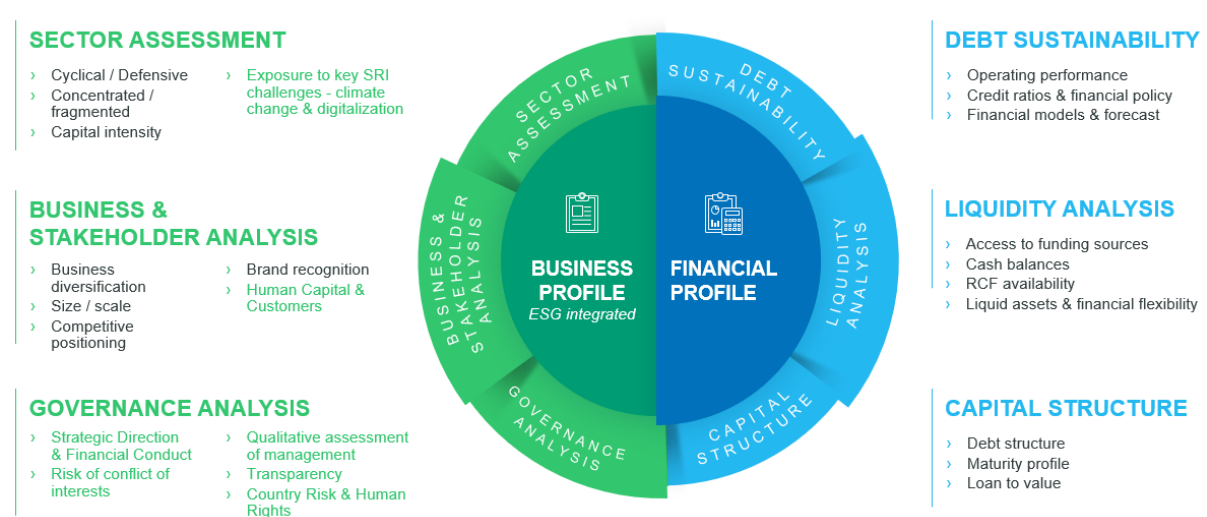 SECTOR ASSESSMENT
› Cyclical / Defensive
› Concentrated /
fragmented
› Capital intensity
› Exposure to key SRI
challenges - climate
change & digitalization
BUSINESS &
STAKEHOLDER ANALYSIS
› Business
diversification
› Size / scale
› Competitive
positioning
› Brand recognition
› Human Capital &
Customers
GOVERNANCE ANALYSIS
› Strategic Direction
& Financial Conduct
› Risk of conflict of
interests
› Qualitative assessment
of management
› Transparency
› Country Risk & Human
Rights
SECTOR
ASSESSMENT
BUSINESS &
STAKEHOLDER
ANALYSIS
GOVERNANCE
ANALYSIS
BUSINESS
PROFILE
ESG integrated
FINANCIAL
PROFILE
DEBT
SUSTAINABILITY
LIQUIDITY
ANALYSIS
CAPITAL
STRUCTURE
DEBT SUSTAINABILITY
› Operating performance
› Credit ratios & financial policy
› Financial models & forecast
LIQUIDITY ANALYSIS
› Access to funding sources
› Cash balances
› RCF availability
› Liquid assets & financial flexibility
CAPITAL STRUCTURE
› Debt structure
› Maturity profile
› Loan to value